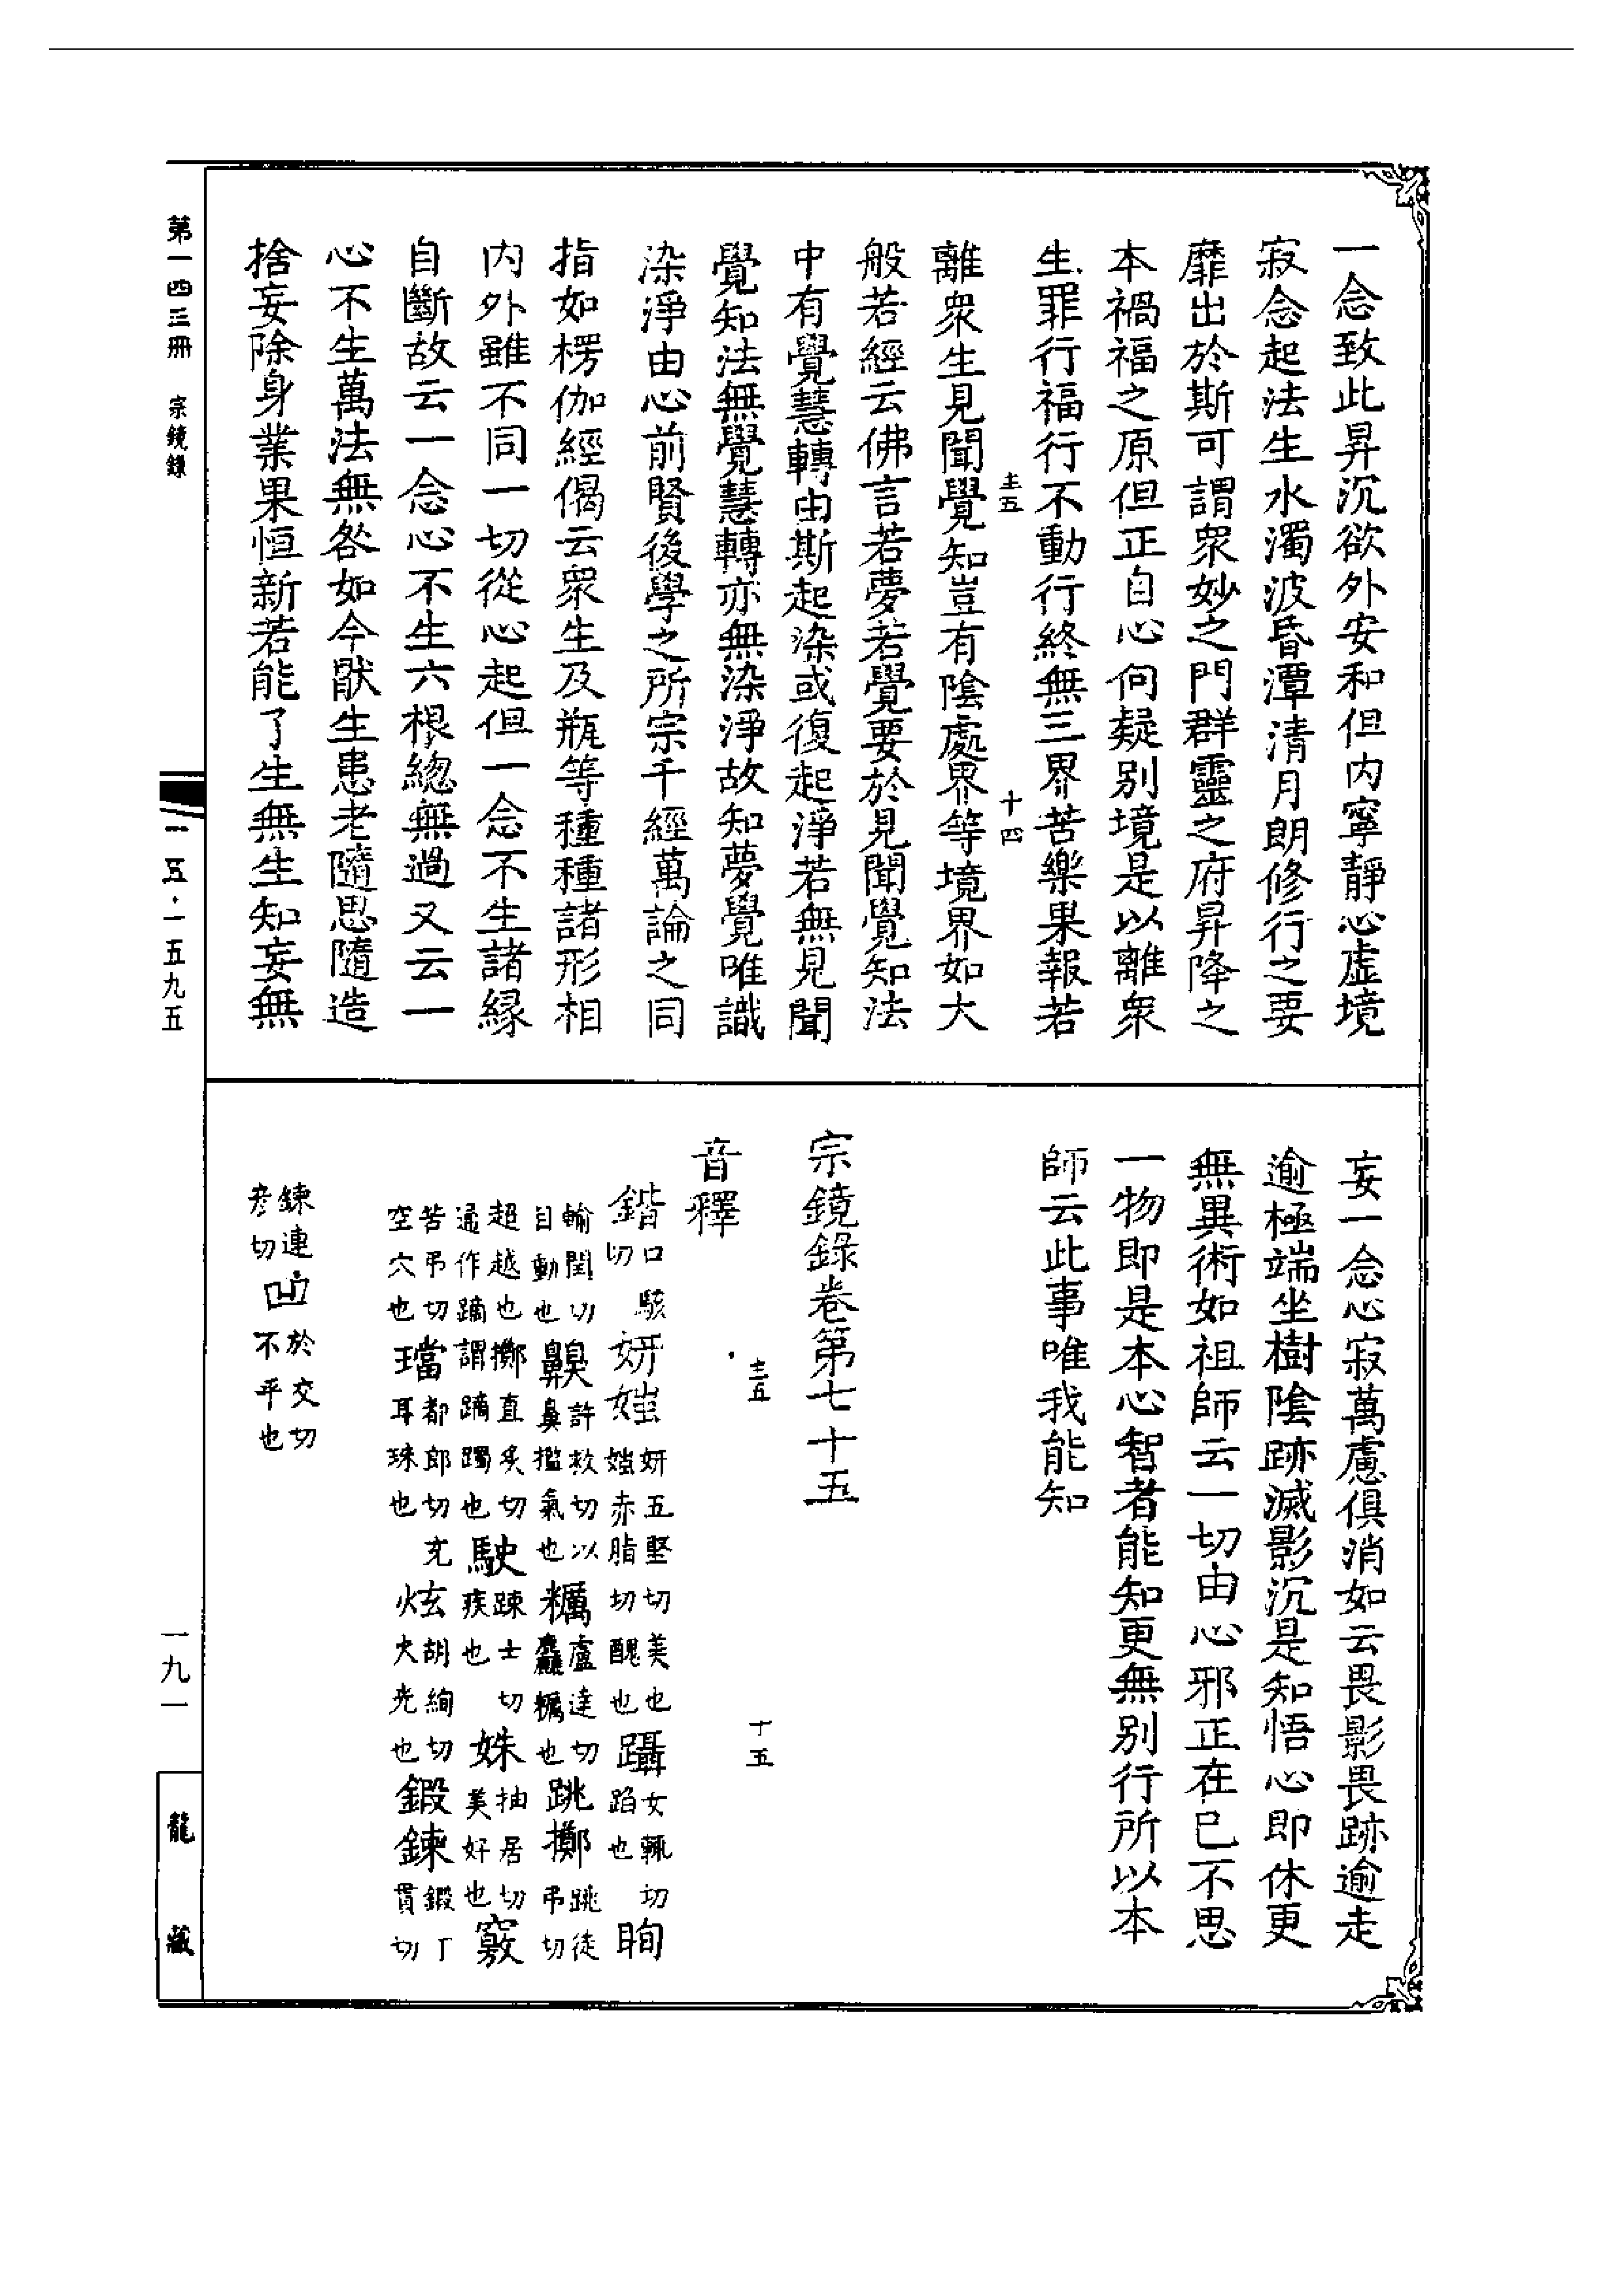 一念致此昇沉欲外安和但內寧靜心虛境
寂念起法生水濁波昏潭清月朗修行之要
靡出於斯可謂眾妙之門群靈之府昇降之
本禍福之原但正自心何疑別境是以離眾
生罪行福行不動行終無三界苦樂果報若
圭五
十四
離眾生見聞覺知豈有陰處界等境界如大
般若經云佛言若夢若覺要於見聞覺知法
中有覺慧轉由斯起染或復起淨若無見聞
覺知法無覺慧轉亦無染淨故知夢覺唯識
染淨由心前賢後學之所宗千經萬論之同
指如楞伽經偈云眾生及瓶等種種諸形相
內外雖不同一切從心起但一念不生諸緣
自斷故云一念心不生六根總無過又云一
心不生萬法無咎如今厭生患老隨思隨造
捨妄除身業果恒新若能了生無生知妄無
妄一念心寂萬慮俱消如云畏影畏跡逾走
逾極端坐樹陰跡滅影沉是知悟心即休更
無異術如祖師云一切由心邪正在己不思
一物即是本心智者能知更無別行所以本
師云此事唯我能知
宗鏡錄卷第七十五
圭五
十五
音釋
鍇口駭切妍媸妍五堅切美也媸赤脂切醜也躡女輒切蹈也眴
輸閏切目動也齅許救切以鼻搵氣也糲盧達切麤糲也跳擲跳徒弔切
超越也擲直炙切通作躑謂躑躅也駛踈士切疾也姝抽居切美好也竅
苦弔切空穴也璫都郎切充耳珠也炫胡絢切火光也鍛鍊鍛丁貫切
鍊連彥切凹於交切不平也
第一四三冊 宗鏡錄
一五·一五九五
一九一
龍藏